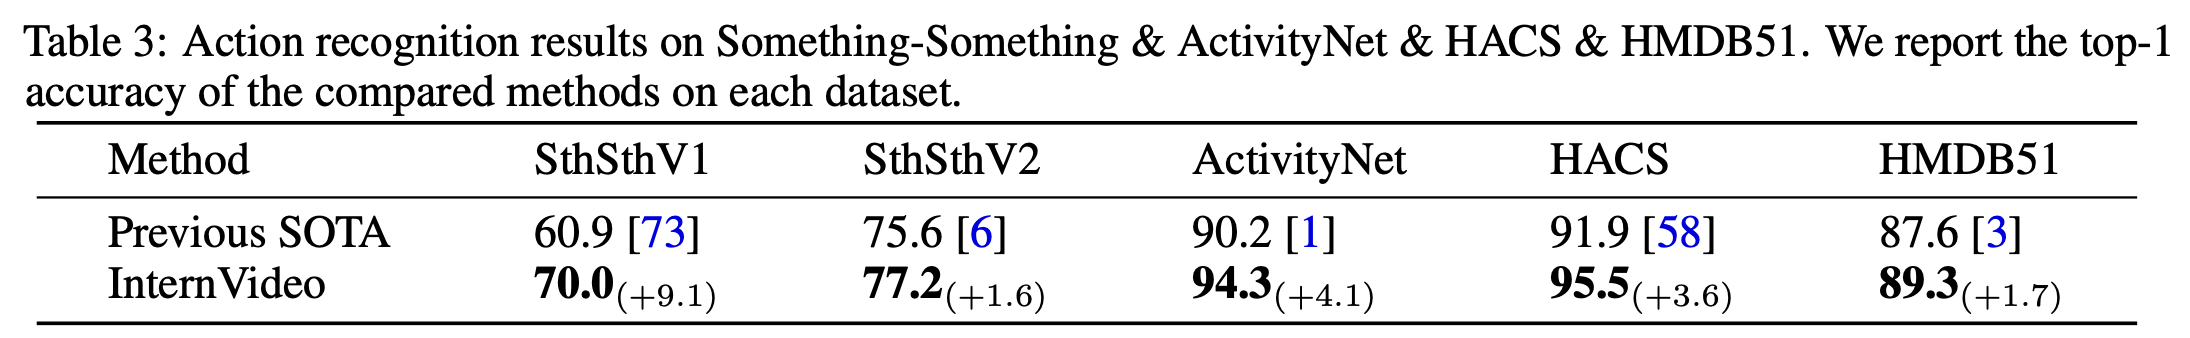 Table 3: Action recognition results on Something-Something & ActivityNet & HACS & HMDB51. We report the top-1
accuracy of the compared methods on each dataset.
Method SthSthV1 SthSthV2 ActivityNet HACS HMDB51
Previous SOTA 60.9 [73] 75.6 [6] 90.2 [1] 91.9 [58] 87.6 [3]
InternVideo 70.0(+9.1) 77.2(+1.6) 94.3(+4.1) 95.5(+3.6) 89.3(+1.7)